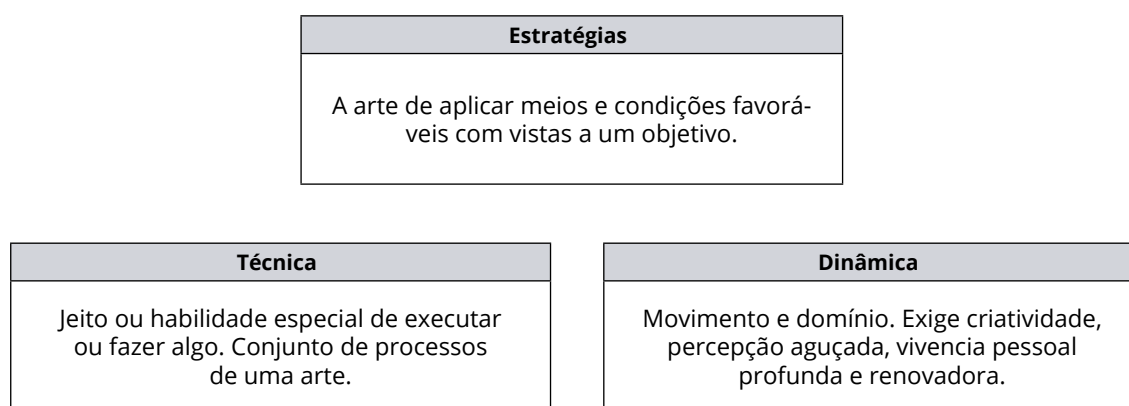 Estratégias
A arte de aplicar meios e condições favorá-
veis com vistas a um objetivo.
Técnica
Jeito ou habilidade especial de executar
ou fazer algo. Conjunto de processos
de uma arte.
Dinâmica
Movimento e domínio. Exige criatividade,
percepção aguçada, vivencia pessoal
profunda e renovadora.